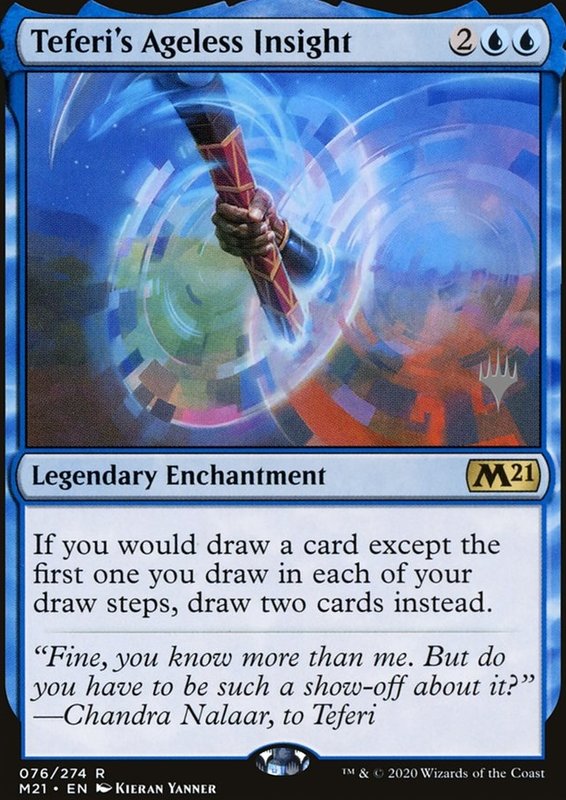 Teferi's Ageless Insight 2
Legendary Enchantment M21
If you would draw a card except the
first one you draw in each of your
draw steps, draw two cards instead.
“Fine, you know more than me. But do
you have to be such a show-off about it?”
—Chandra Nalaar, to Teferi
076/274 R
M21 • EN Kieran Yanner
™ & © 2020 Wizards of the Coast